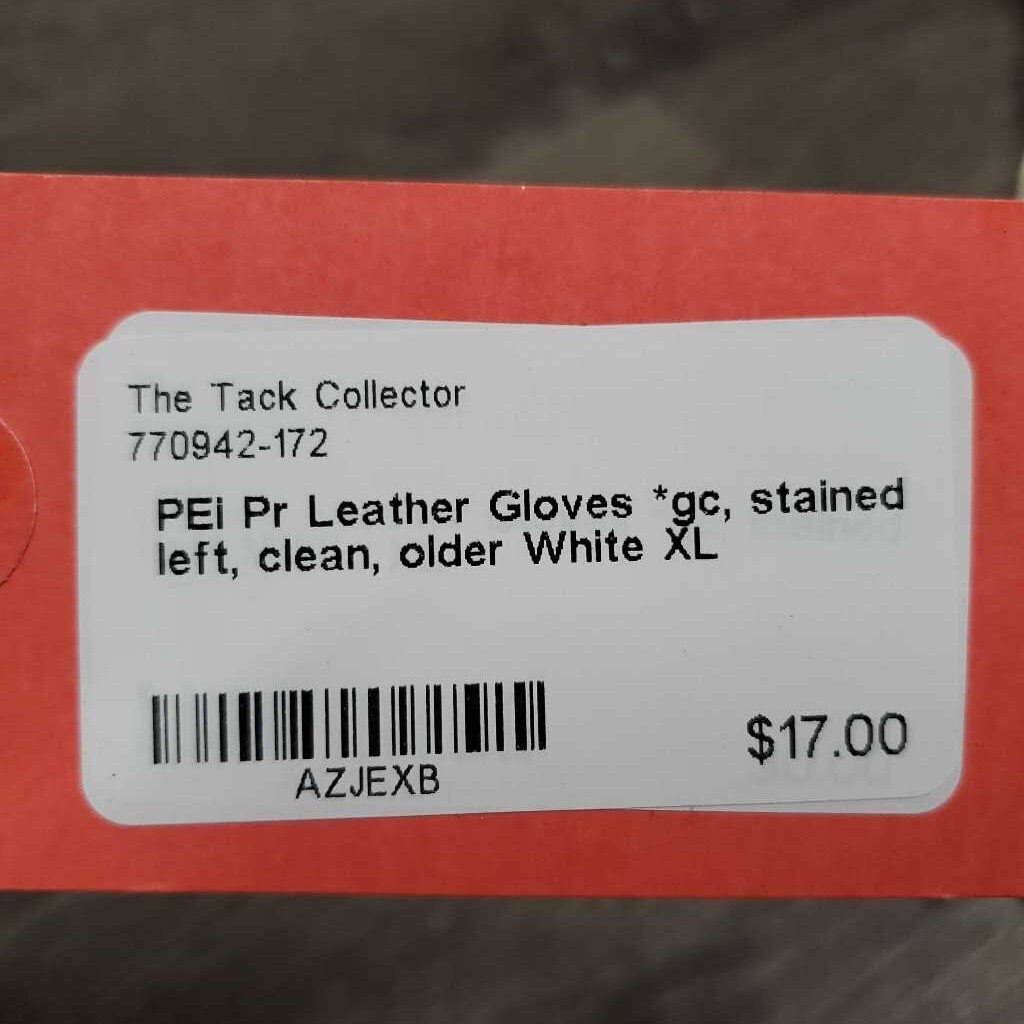 The Tack Collector
770942-172
PEi Pr Leather Gloves *gc, stained
left, clean, older White XL
AZJEXB
$17.00